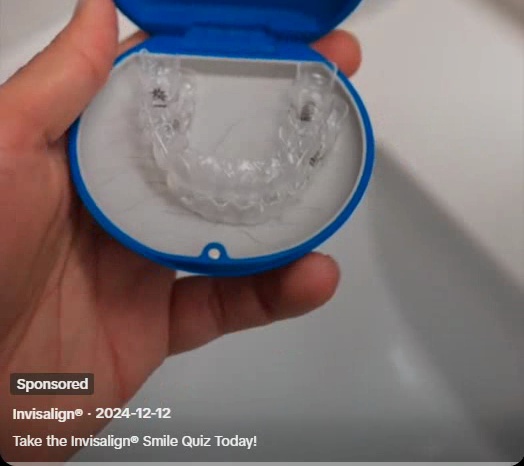 Sponsored
Invisalign® · 2024-12-12
Take the Invisalign® Smile Quiz Today!